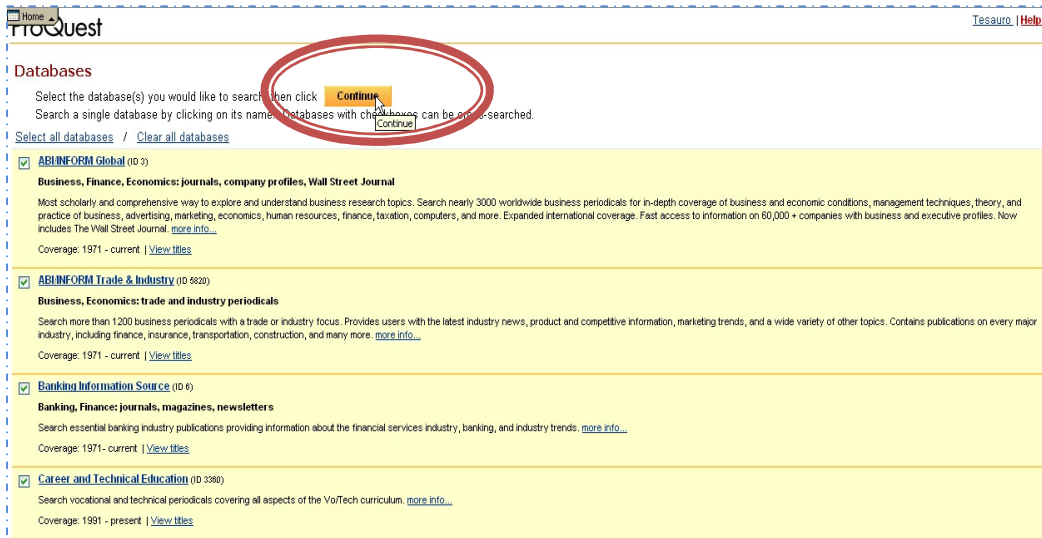 Home
ProQuest
Tesauro | Help
Databases
Select the database(s) you would like to search, then click Continue
Search a single database by clicking on its name. Databases with checkboxes can be cross-searched.
Continue
Select all databases / Clear all databases
ABI/INFORM Global (ID 3)
Business, Finance, Economics: journals, company profiles, Wall Street Journal
Most scholarly and comprehensive way to explore and understand business research topics. Search nearly 3000 worldwide business periodicals for in-depth coverage of business and economic conditions, management techniques, theory, and
practice of business, advertising, marketing, economics, human resources, finance, taxation, computers, and more. Expanded international coverage. Fast access to information on 60,000 + companies with business and executive profiles. Now
includes The Wall Street Journal. more info...
Coverage: 1971 - current | View titles
ABI/INFORM Trade & Industry (ID 5820)
Business, Economics: trade and industry periodicals
Search more than 1200 business periodicals with a trade or industry focus. Provides users with the latest industry news, product and competitive information, marketing trends, and a wide variety of other topics. Contains publications on every major
industry, including finance, insurance, transportation, construction, and many more. more info...
Coverage: 1971 - current | View titles
Banking Information Source (ID 6)
Banking, Finance: journals, magazines, newsletters
Search essential banking industry publications providing information about the financial services industry, banking, and industry trends. more info...
Coverage: 1971- current | View titles
Career and Technical Education (ID 3360)
Search vocational and technical periodicals covering all aspects of the Vo/Tech curriculum. more info...
Coverage: 1991 - present | View titles